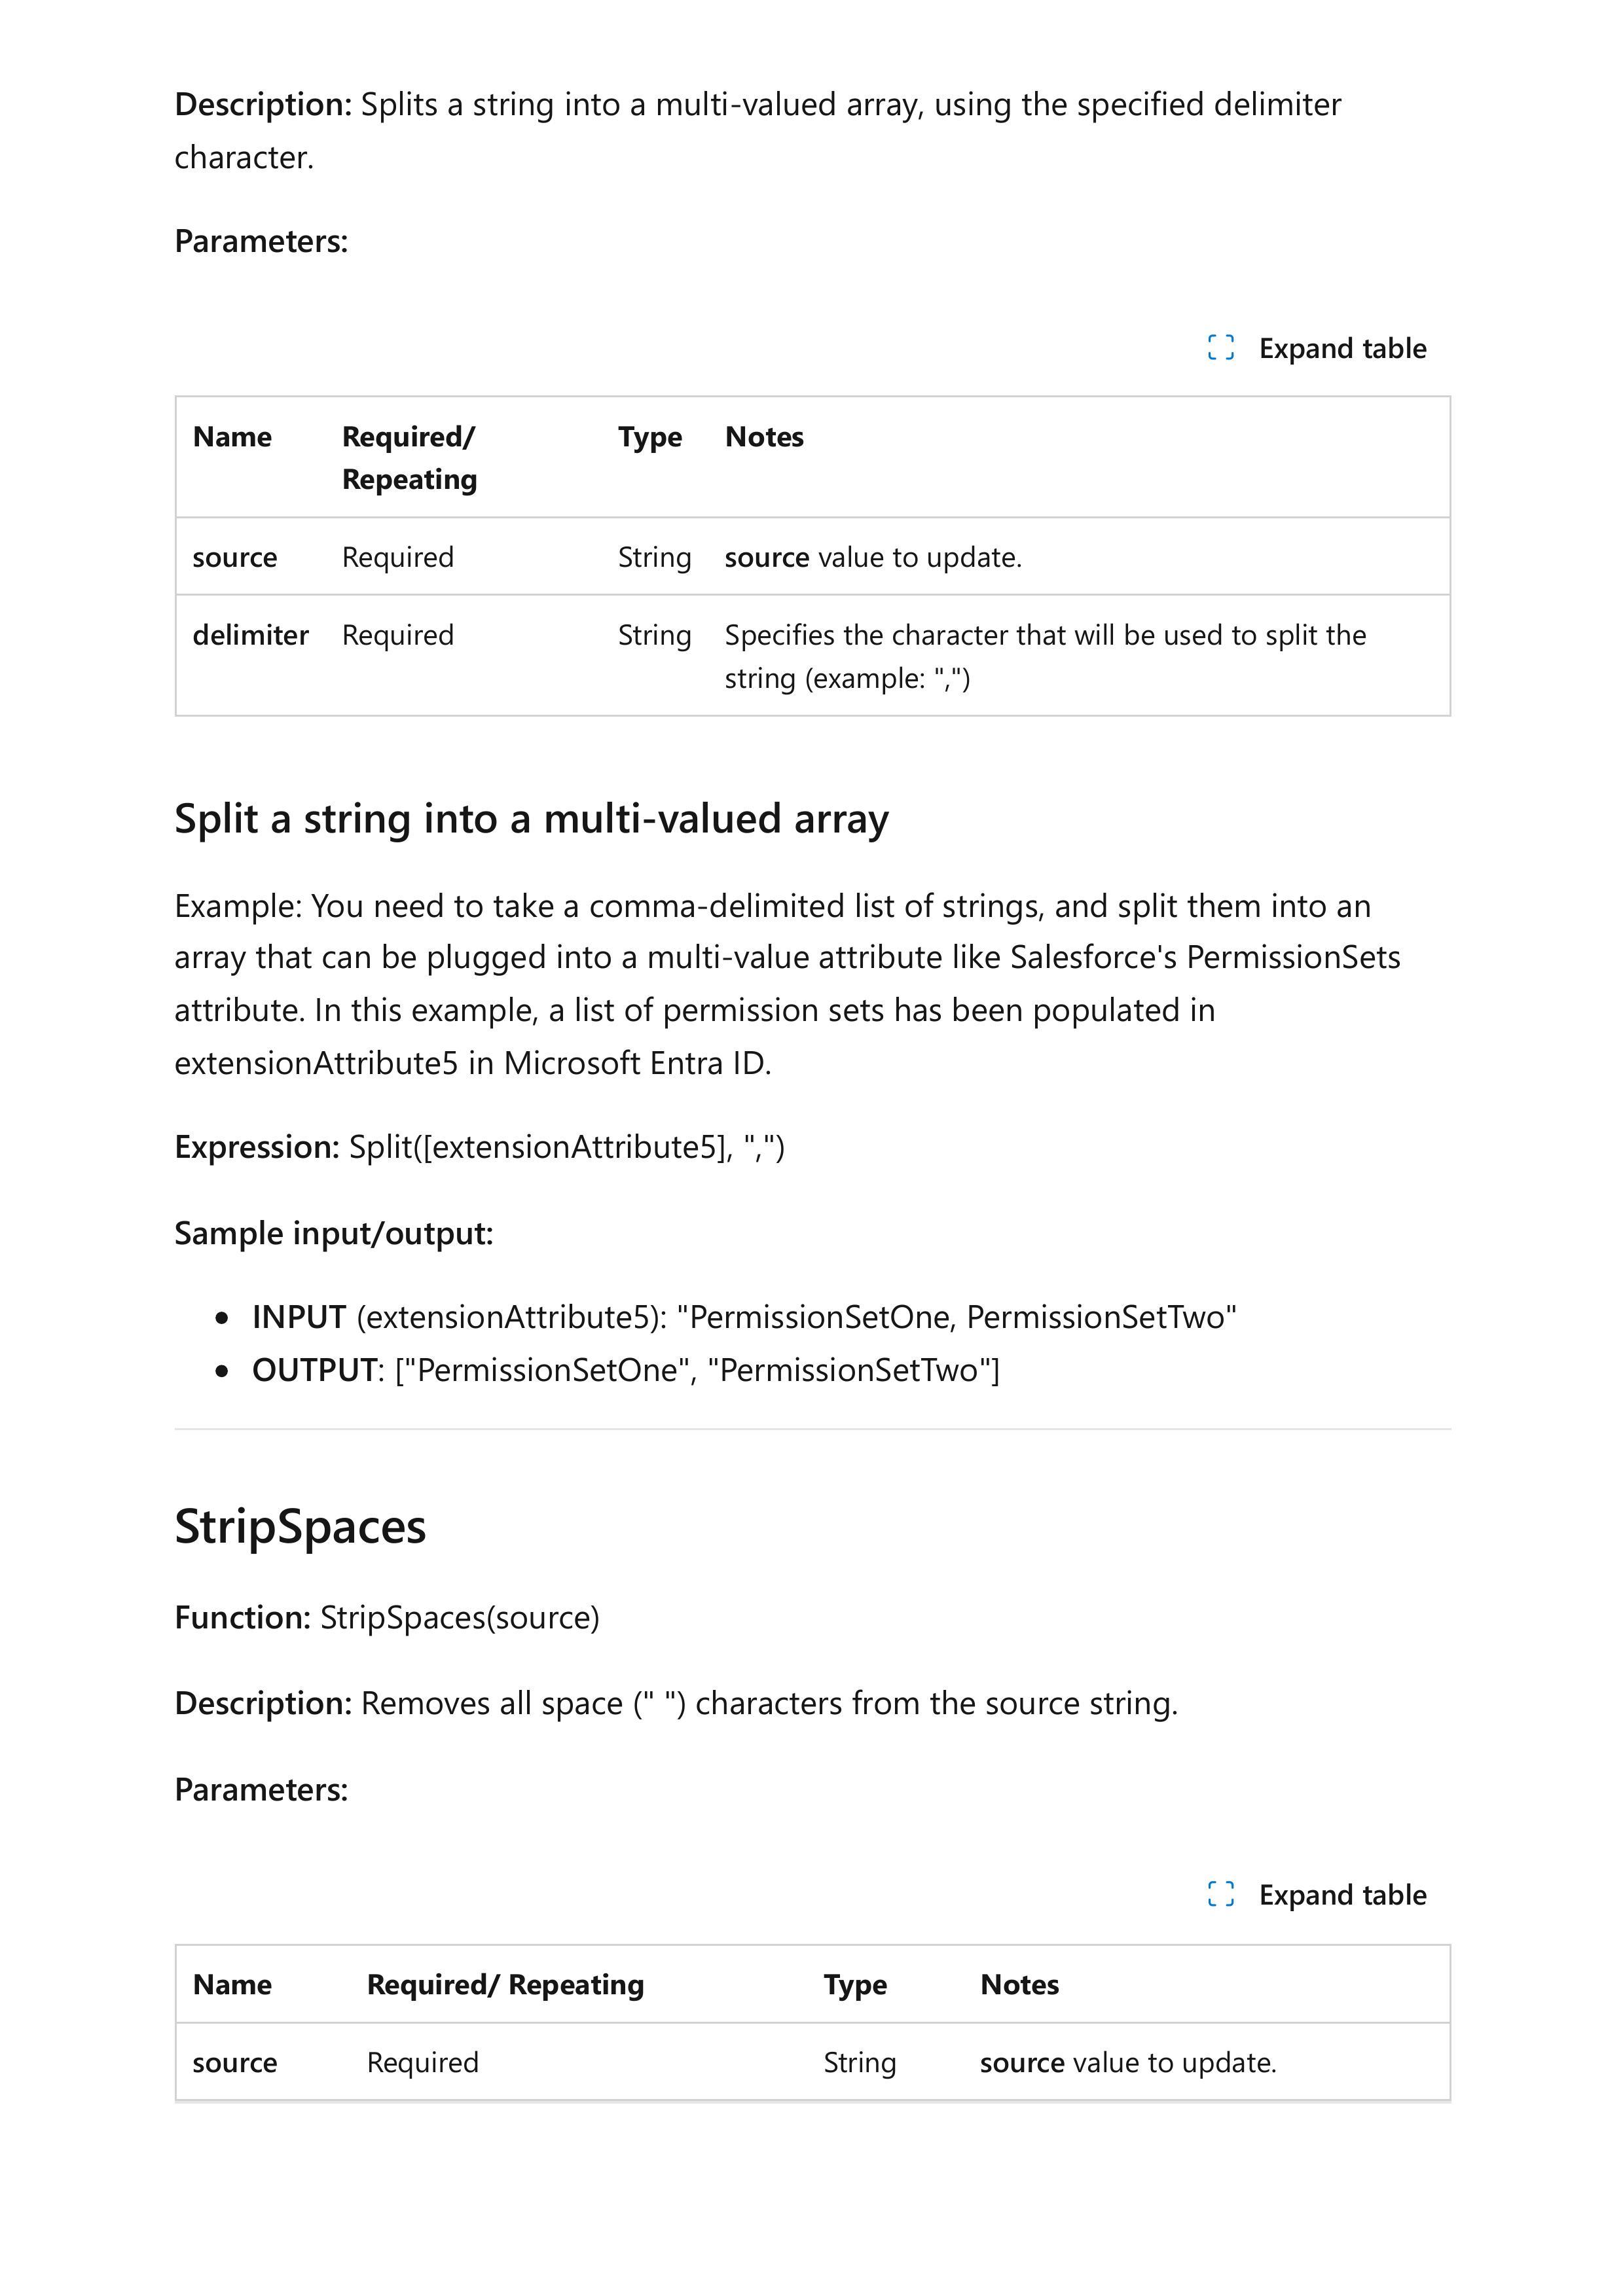 Description: Splits a string into a multi-valued array, using the specified delimiter
character.
Parameters:
Expand table
Name Required/ Type Notes
Repeating
source Required String source value to update.
delimiter Required String Specifies the character that will be used to split the
string (example: ",")
Split a string into a multi-valued array
Example: You need to take a comma-delimited list of strings, and split them into an
array that can be plugged into a multi-value attribute like Salesforce's PermissionSets
attribute. In this example, a list of permission sets has been populated in
extensionAttribute5 in Microsoft Entra ID.
Expression: Split([extensionAttribute5], ",")
Sample input/output:
• INPUT (extensionAttribute5): "PermissionSetOne, PermissionSetTwo"
• OUTPUT: ["PermissionSetOne", "PermissionSetTwo"]
StripSpaces
Function: StripSpaces(source)
Description: Removes all space (" ") characters from the source string.
Parameters:
Expand table
Name Required/ Repeating Type Notes
source Required String source value to update.